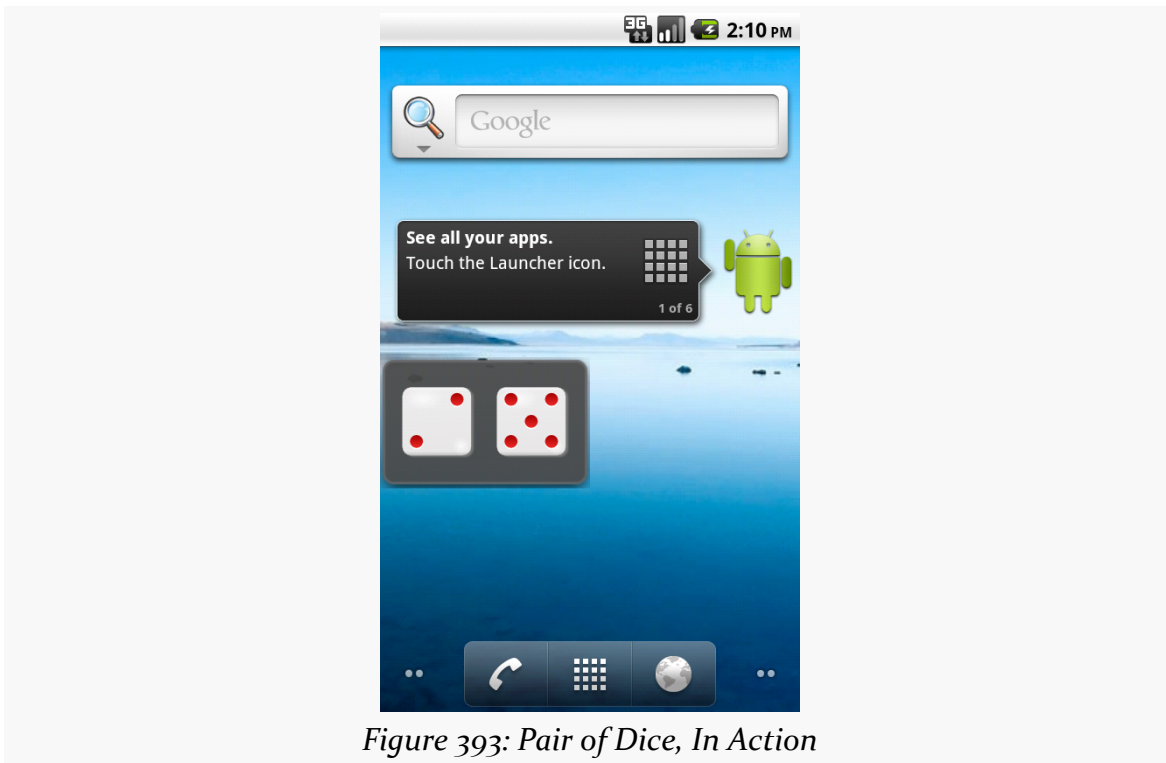 3G 2:10 PM
Google
See all your apps.
Touch the Launcher icon.
1 of 6
Figure 393: Pair of Dice, In Action